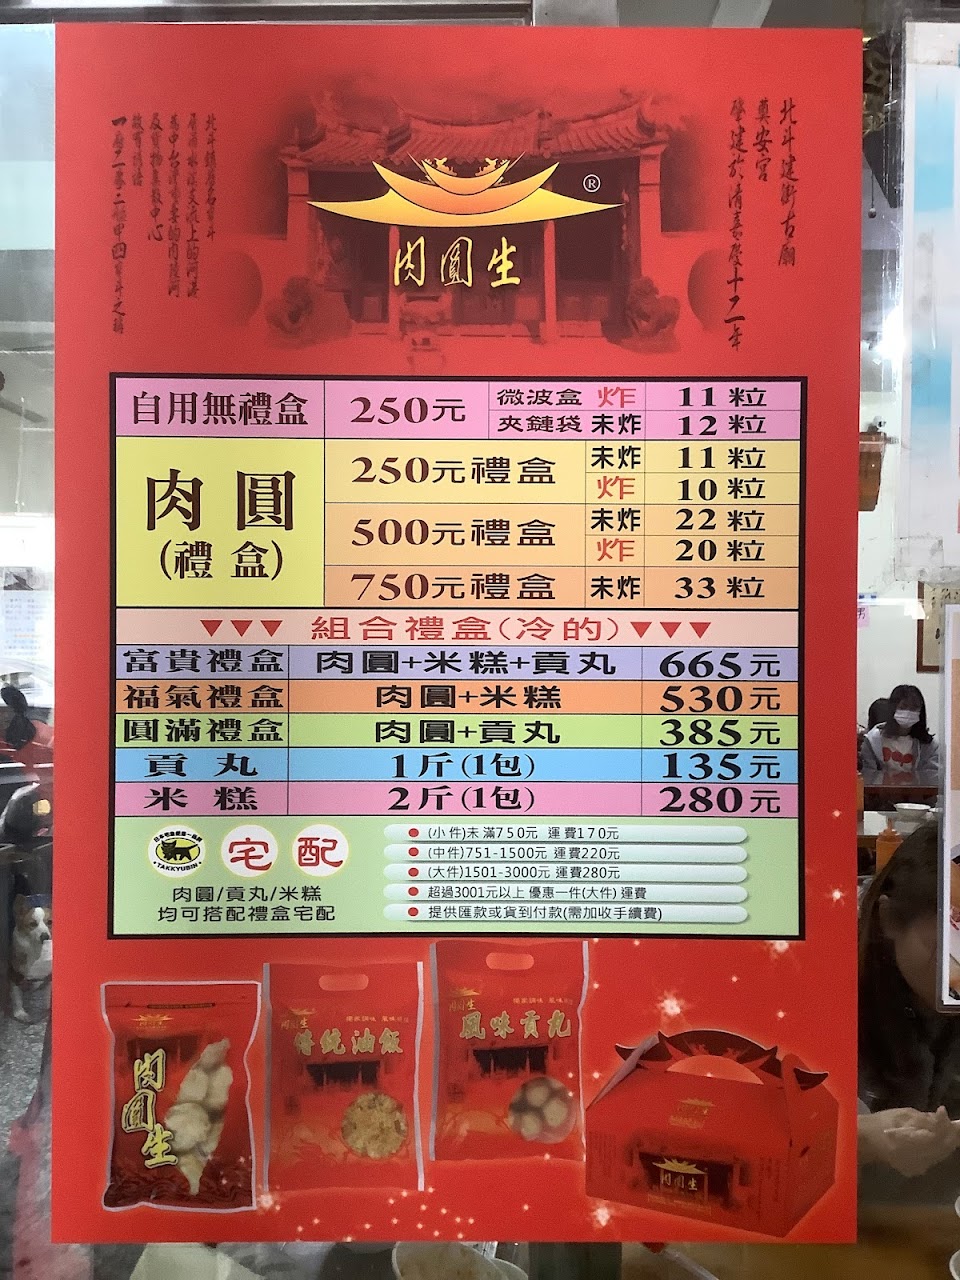 北斗建街古廟
奠安宮
肇建於清嘉慶十一年
®
肉圓生
自用無禮盒 250元 微波盒 炸 11粒
夾鏈袋 未炸 12粒
肉圓
(禮盒)
250元禮盒 未炸 11粒
炸 10粒
500元禮盒 未炸 22粒
炸 20粒
750元禮盒 未炸 33粒
▼▼▼ 組合禮盒(冷的)▼▼▼
富貴禮盒 肉圓+米糕+貢丸 665元
福氣禮盒 肉圓+米糕 530元
圓滿禮盒 肉圓+貢丸 385元
貢丸 1斤(1包) 135元
米糕 2斤(1包) 280元
TAKKYUBIN
宅配
肉圓/貢丸/米糕
均可搭配禮盒宅配
(小件)未滿750元 運費170元
(中件)751-1500元 運費220元
(大件)1501-3000元 運費280元
超過3001元以上 優惠一件(大件) 運費
提供匯款或貨到付款(需加收手續費)
肉圓生
肉圓生
傳統油飯
肉圓生
風味貢丸
肉圓生